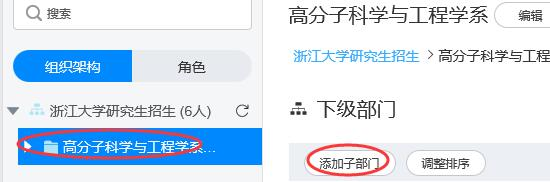 搜索
组织架构
角色
浙江大学研究生招生 (6人)
高分子科学与工程学系...
高分子科学与工程学系
编辑
浙江大学研究生招生 > 高分子科学与工程
下级部门
添加子部门
调整排序